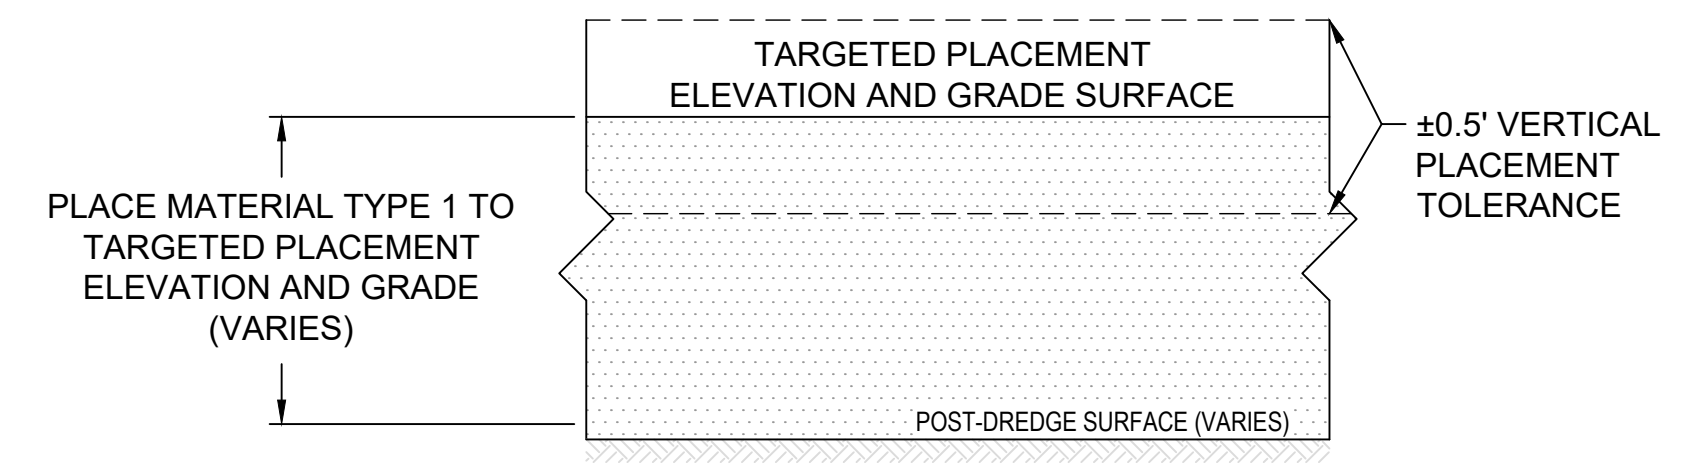 TARGETED PLACEMENT
ELEVATION AND GRADE SURFACE
±0.5' VERTICAL
PLACEMENT
TOLERANCE
PLACE MATERIAL TYPE 1 TO
TARGETED PLACEMENT
ELEVATION AND GRADE
(VARIES)
POST-DREDGE SURFACE (VARIES)